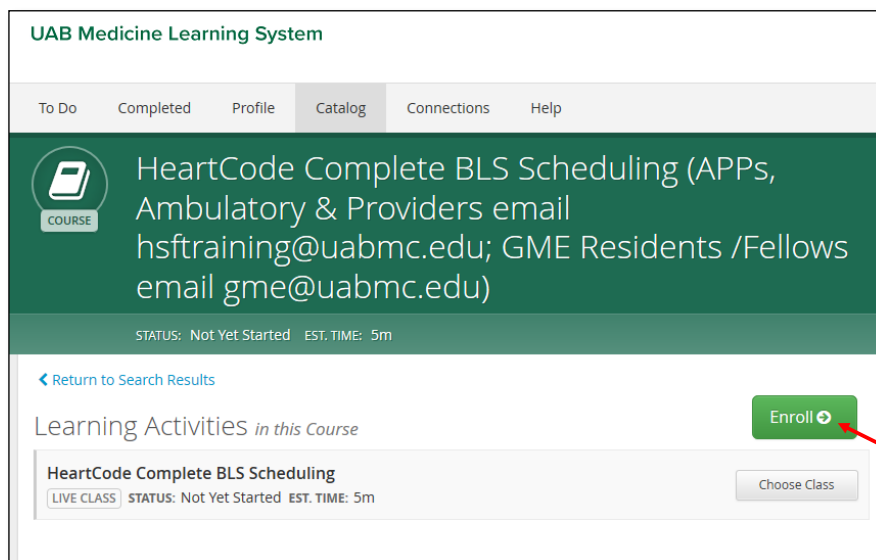 UAB Medicine Learning System
To Do Completed Profile Catalog Connections Help
HeartCode Complete BLS Scheduling (APPs,
Ambulatory & Providers email
hsftraining@uabmc.edu; GME Residents /Fellows
email gme@uabmc.edu)
COURSE
STATUS: Not Yet Started EST. TIME: 5m
Return to Search Results
Enroll
Learning Activities in this Course
HeartCode Complete BLS Scheduling
LIVE CLASS STATUS: Not Yet Started EST. TIME: 5m
Choose Class